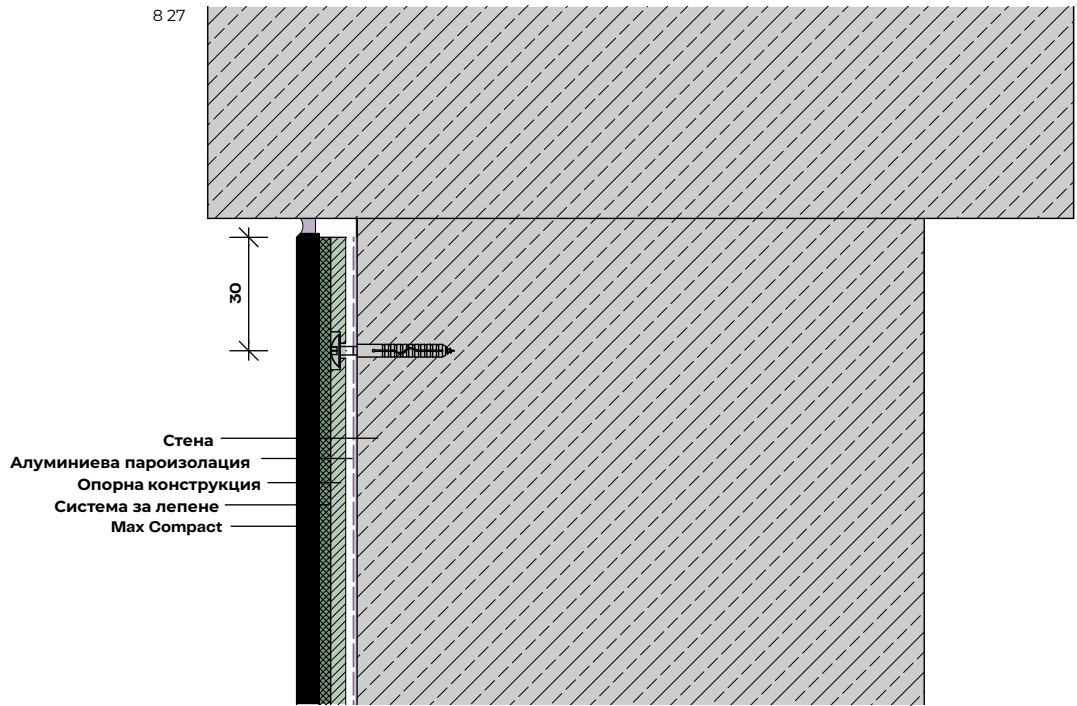 8 27
30
Стена
Алуминиева пароизолация
Опорна конструкция
Система за лепене
Max Compact